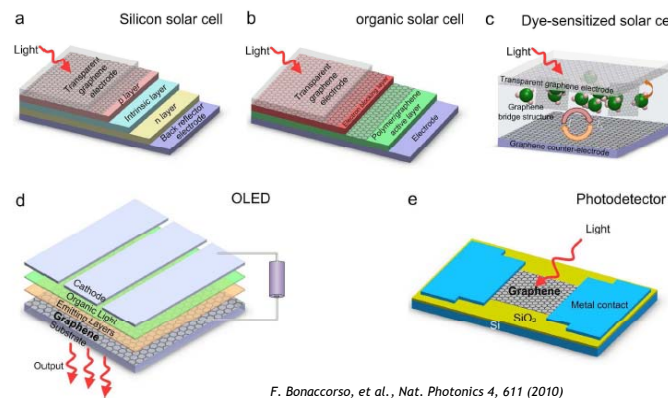 a Silicon solar cell
Light
Transparent
graphene
electrode
p layer
Intrinsic layer
n layer
Back reflector
electrode
b organic solar cell
Light
Transparent
graphene
electrode
Polymer/graphene
active layer
Electrode
c Dye-sensitized solar ce
Light
Transparent graphene electrode
Graphene
bridge structure
Graphene counter-electrode
d OLED
Cathode
Organic Light
Emitting Layers
Graphene
Substrate
Output
e Photodetector
Light
Graphene
Metal contact
SiO₂
Si
F. Bonaccorso, et al., Nat. Photonics 4, 611 (2010)